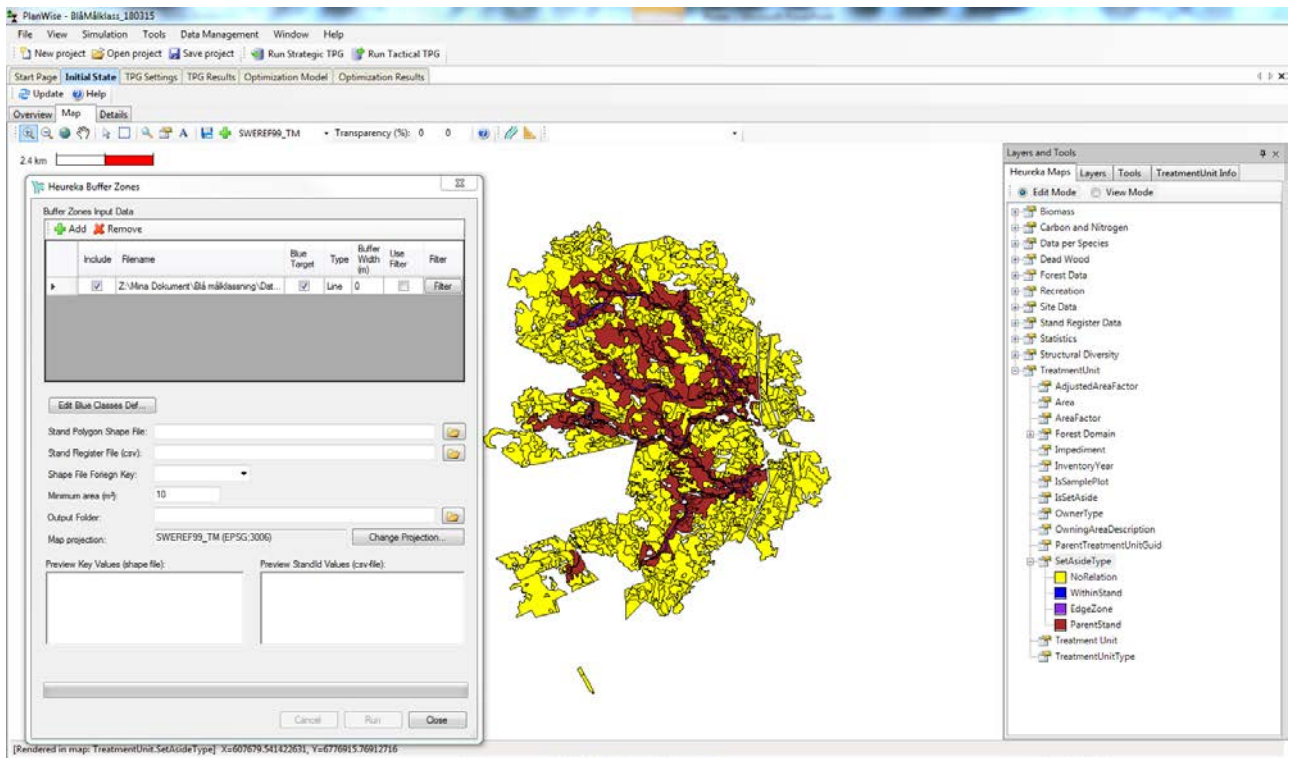 PlanWise - BlåMålklass_180315
File View Simulation Tools Data Management Window Help
New project Open project Save project Run Strategic TPG Run Tactical TPG
Start Page Initial State TPG Settings TPG Results Optimization Model Optimization Results
Update Help
Overview Map Details
A SWEREF99_TM Transparency (%): 0 0
2.4 km
Heureka Buffer Zones
Buffer Zones Input Data
Add Remove
Include Filename Blue Target Type Buffer Width (m) Use Filter Filter
Z:\Mina Dokument\Blå målklassning\Dat... Line 0 Filter
Edit Blue Classes Def...
Stand Polygon Shape File:
Stand Register File (csv):
Shape File Foriegn Key:
Minimum area (m²): 10
Output Folder:
Map projection: SWEREF99_TM (EPSG:3006) Change Projection...
Preview Key Values (shape file): Preview StandId Values (csv-file):
Cancel Run Close
Layers and Tools
Heureka Maps Layers Tools TreatmentUnit Info
Edit Mode View Mode
Biomass
Carbon and Nitrogen
Data per Species
Dead Wood
Forest Data
Recreation
Site Data
Stand Register Data
Statistics
Structural Diversity
TreatmentUnit
AdjustedAreaFactor
Area
AreaFactor
Forest Domain
Impediment
InventoryYear
IsSamplePlot
IsSetAside
OwnerType
OwningAreaDescription
ParentTreatmentUnitGuid
SetAsideType
NoRelation
WithinStand
EdgeZone
ParentStand
Treatment Unit
TreatmentUnitType
[Rendered in map: TreatmentUnit.SetAsideType] X=607679.541422631, Y=6776915.76912716